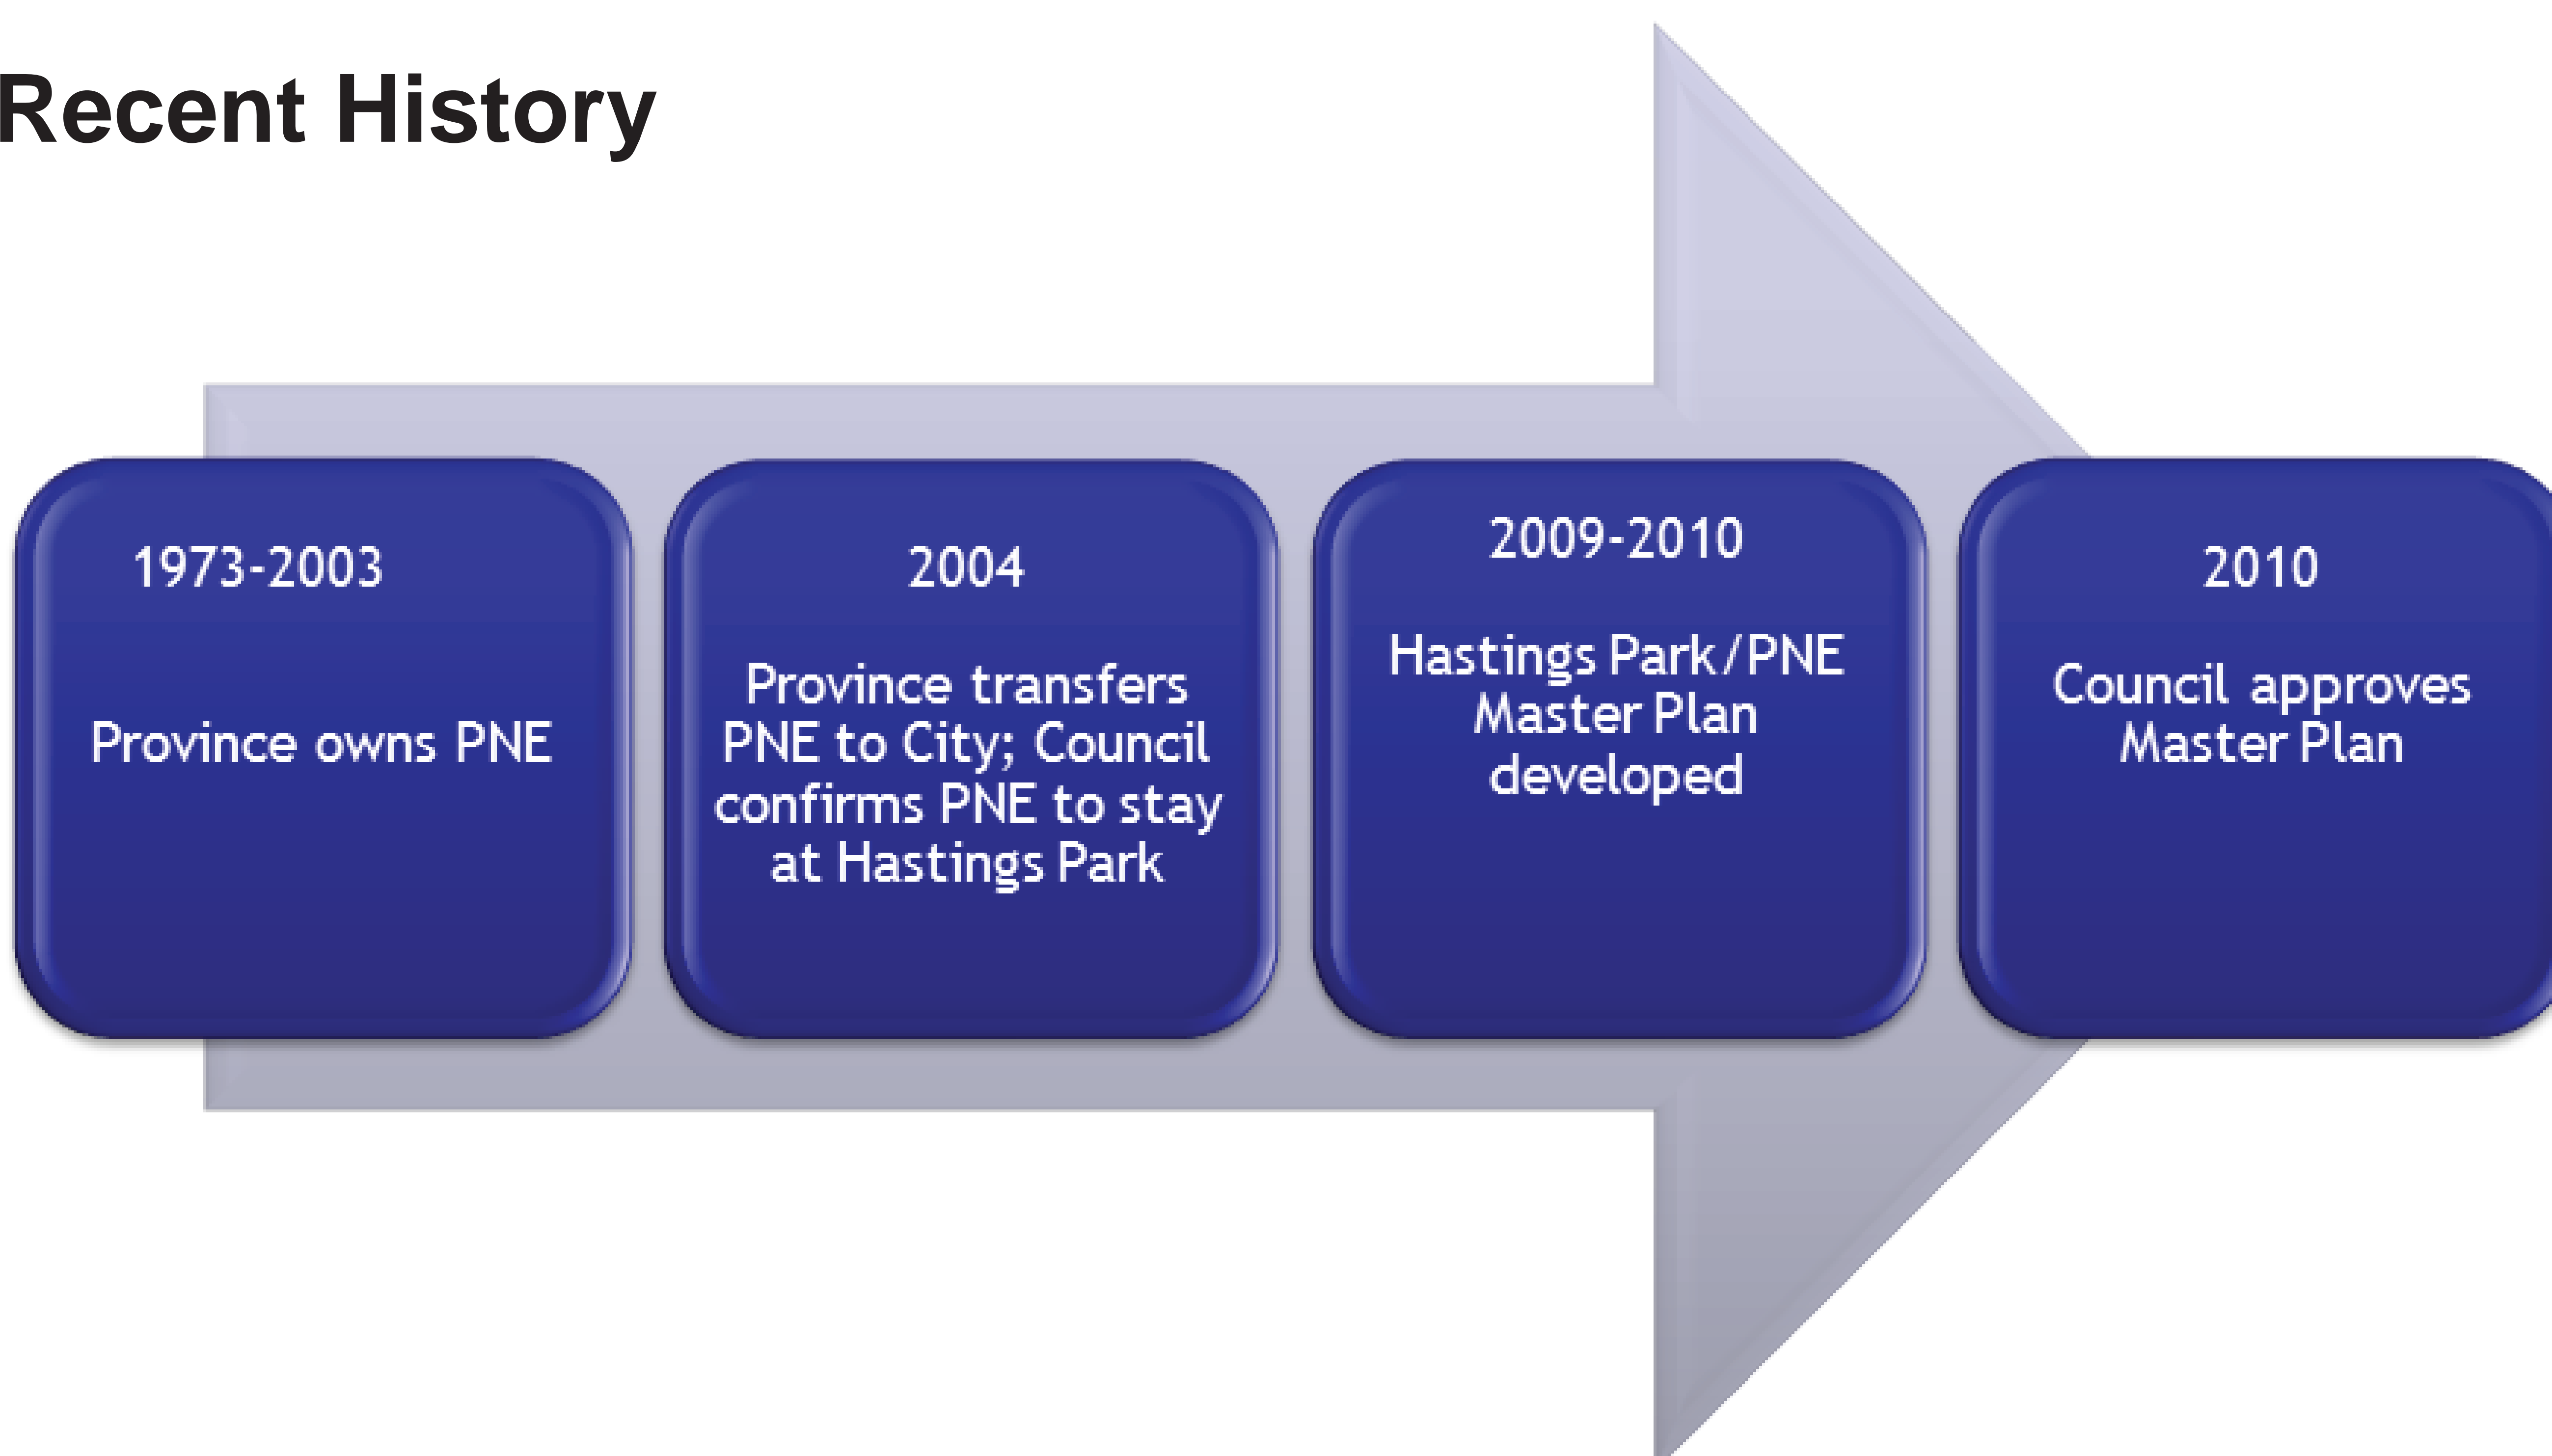 Recent History
1973-2003
Province owns PNE
2004
Province transfers
PNE to City; Council
confirms PNE to stay
at Hastings Park
2009-2010
Hastings Park/PNE
Master Plan
developed
2010
Council approves
Master Plan